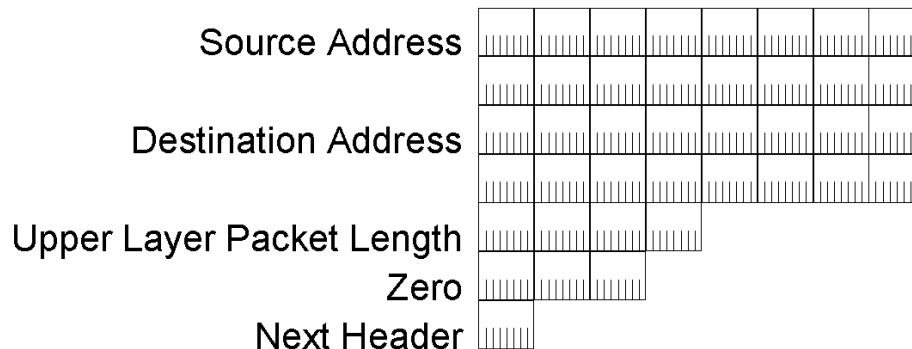 Source Address
Destination Address
Upper Layer Packet Length
Zero
Next Header